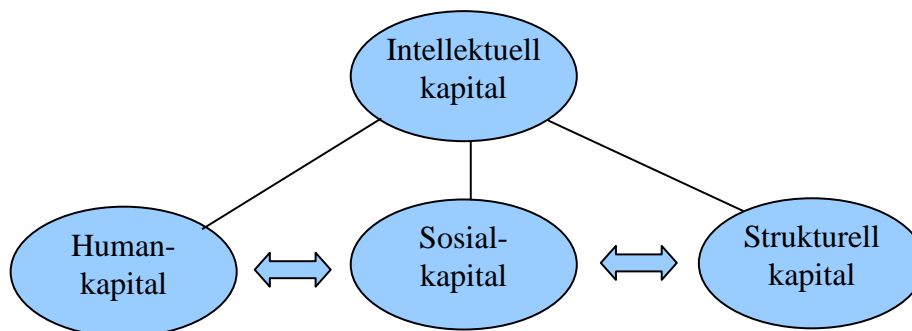 Intellektuell
kapital
Human-
kapital
Sosial-
kapital
Strukturell
kapital